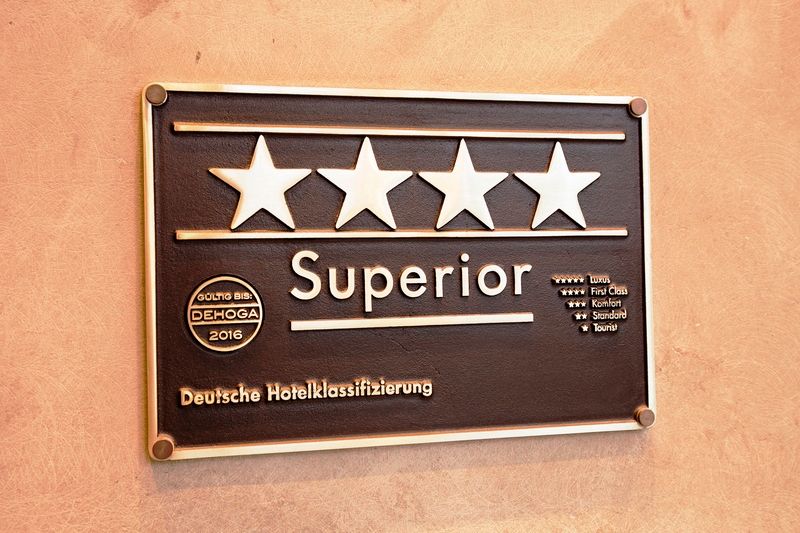 Superior
GÜLTIG BIS:
DEHOGA
2016
Luxus
First Class
Komfort
Standard
Tourist
Deutsche Hotelklassifizierung